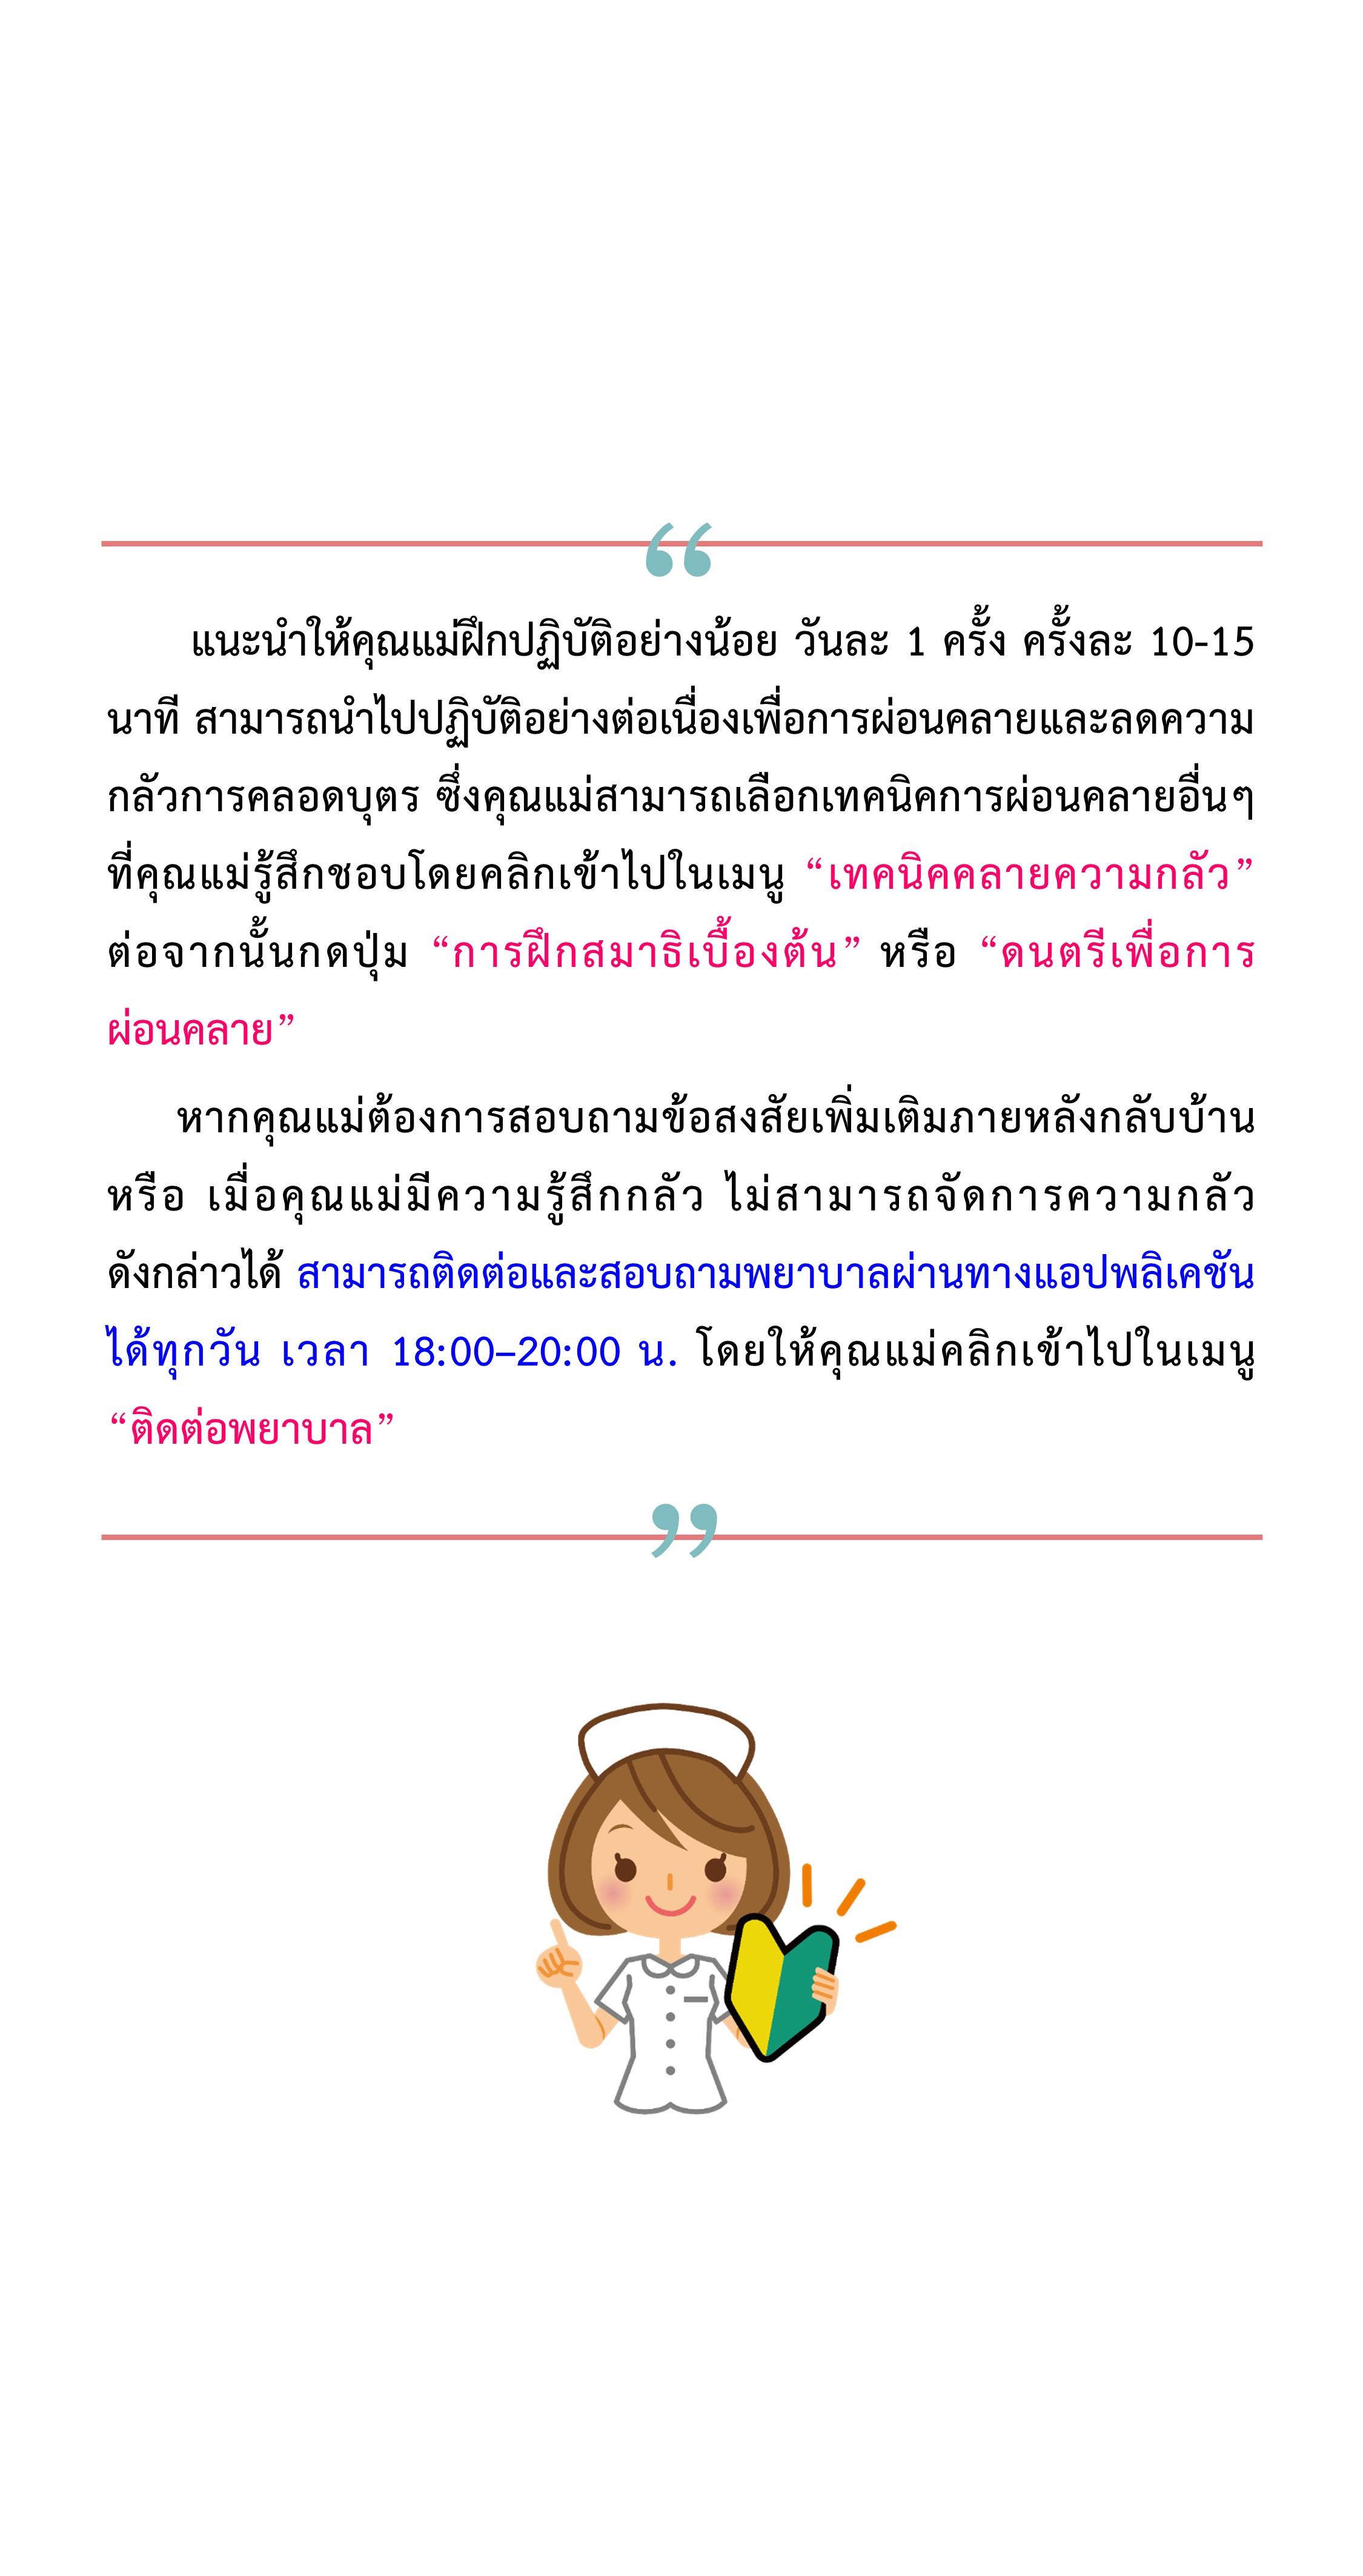 “
แนะนำให้คุณแม่ฝึกปฏิบัติอย่างน้อย วันละ 1 ครั้ง ครั้งละ 10-15
นาที สามารถนำไปปฏิบัติอย่างต่อเนื่องเพื่อการผ่อนคลายและลดความ
กลัวการคลอดบุตร ซึ่งคุณแม่สามารถเลือกเทคนิคการผ่อนคลายอื่นๆ
ที่คุณแม่รู้สึกชอบโดยคลิกเข้าไปในเมนู “เทคนิคคลายความกลัว”
ต่อจากนั้นกดปุ่ม “การฝึกสมาธิเบื้องต้น” หรือ “ดนตรีเพื่อการ
ผ่อนคลาย”
หากคุณแม่ต้องการสอบถามข้อสงสัยเพิ่มเติมภายหลังกลับบ้าน
หรือ เมื่อคุณแม่มีความรู้สึกกลัว ไม่สามารถจัดการความกลัว
ดังกล่าวได้ สามารถติดต่อและสอบถามพยาบาลผ่านทางแอปพลิเคชัน
ได้ทุกวัน เวลา 18:00–20:00 น. โดยให้คุณแม่คลิกเข้าไปในเมนู
“ติดต่อพยาบาล”
”